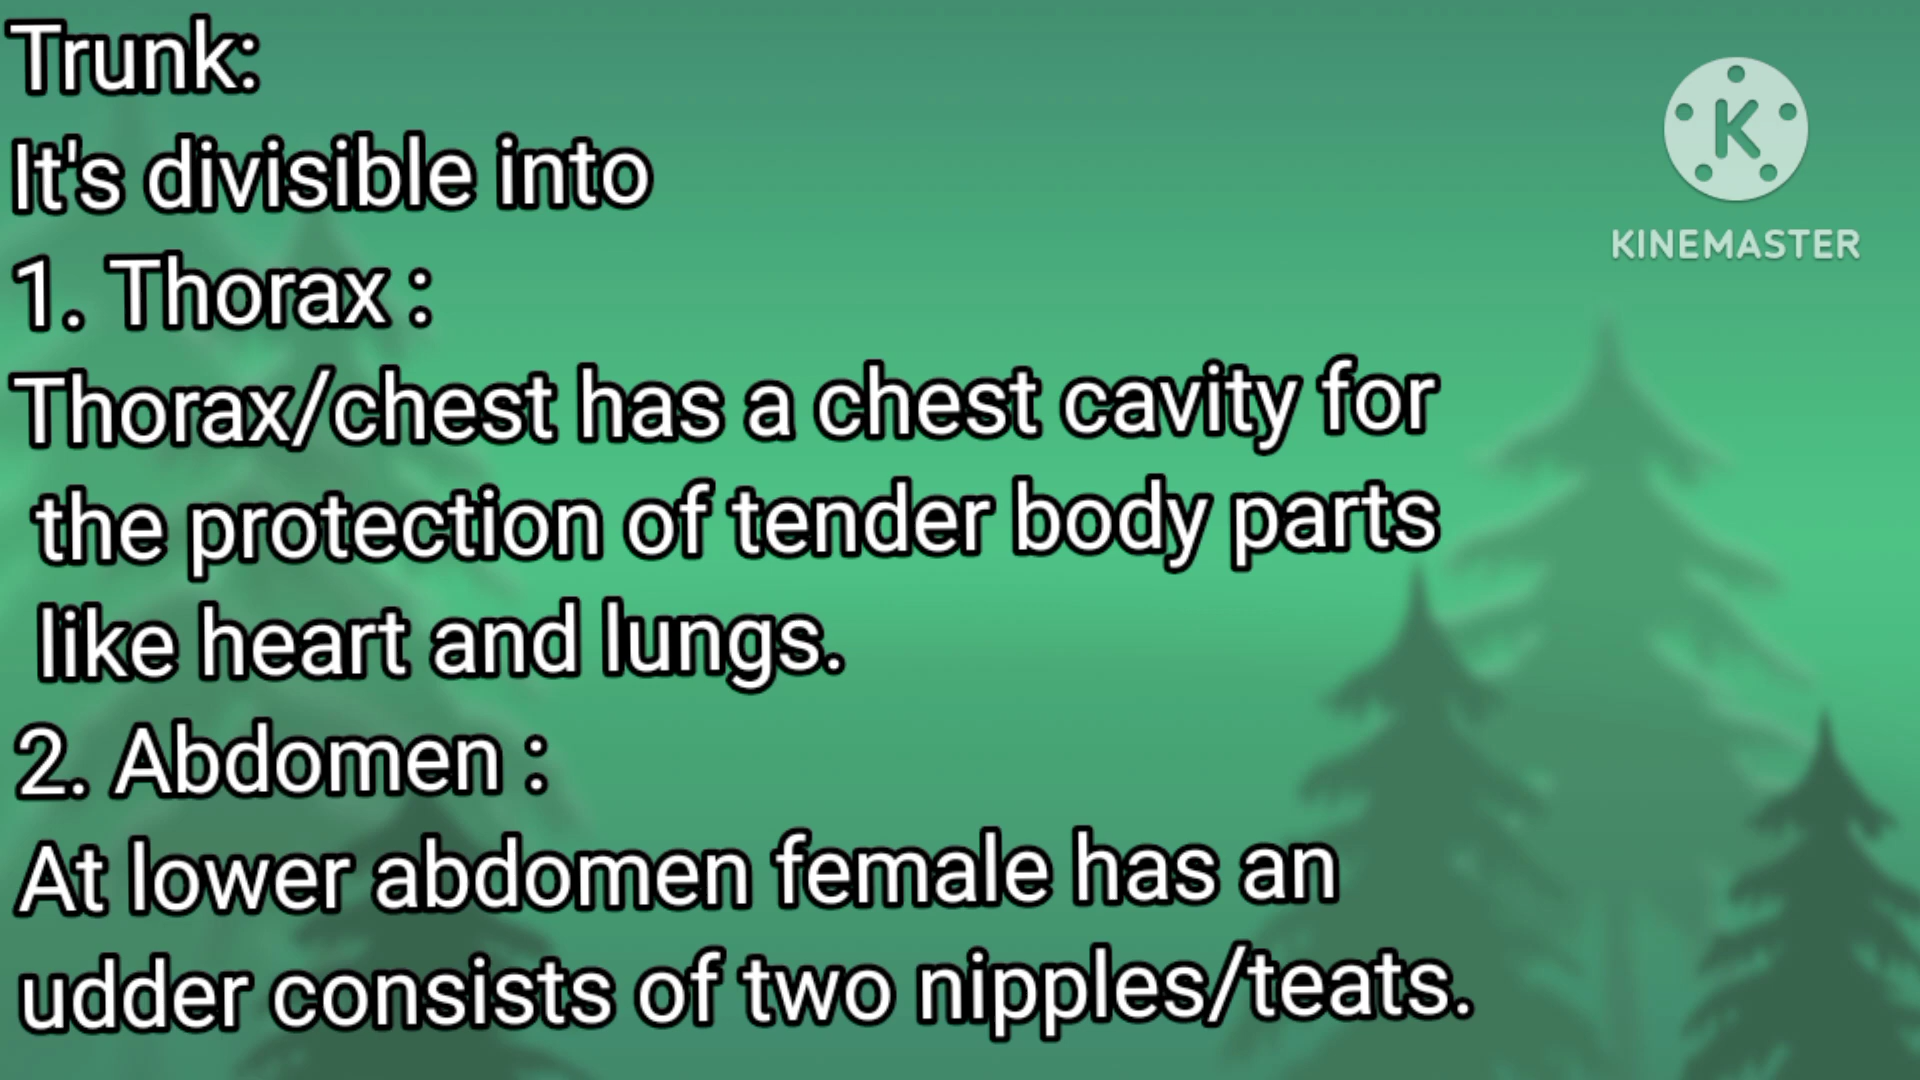 Trunk:
It's divisible into
1. Thorax :
Thorax/chest has a chest cavity for
the protection of tender body parts
like heart and lungs.
2. Abdomen :
At lower abdomen female has an
udder consists of two nipples/teats.
K
KINEMASTER